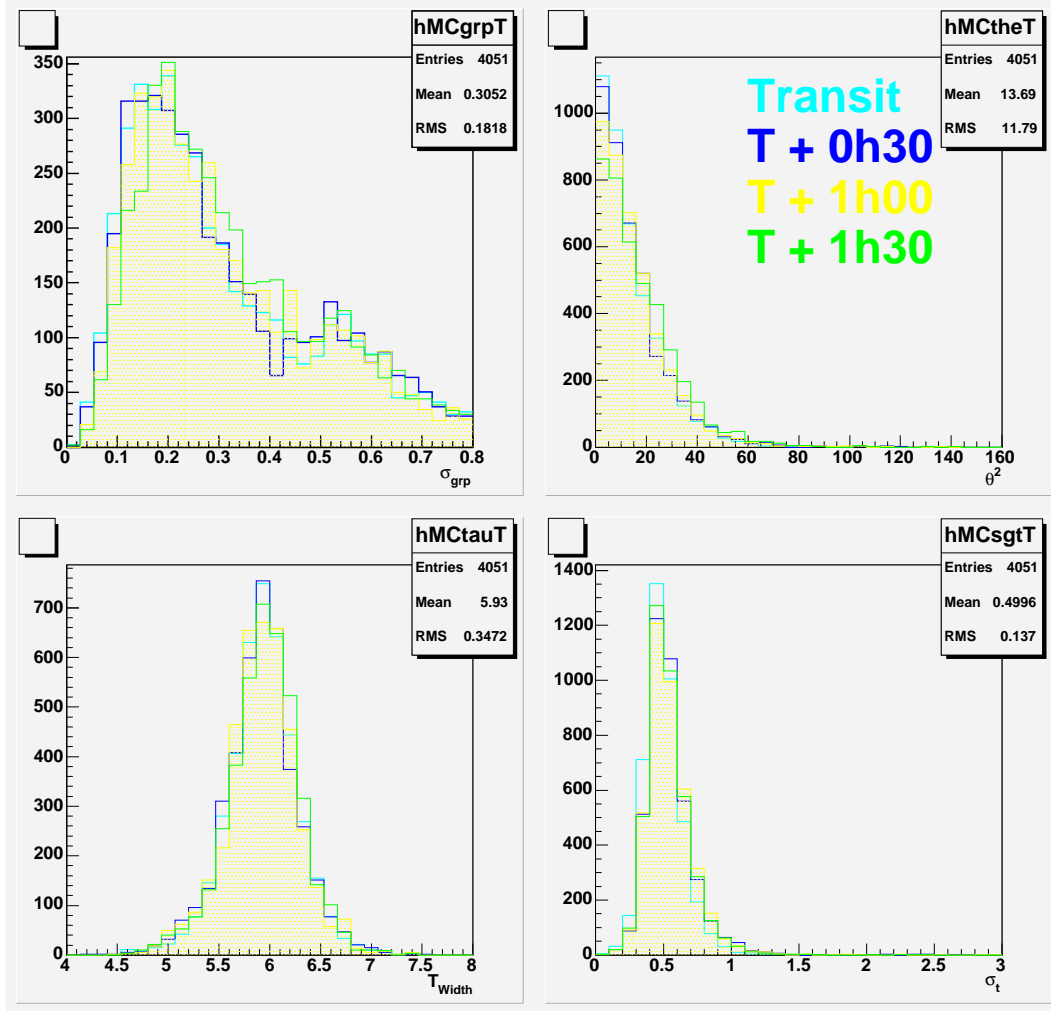 hMCgrpT
Entries 4051
Mean 0.3052
RMS 0.1818
350
300
250
200
150
100
50
0
0 0.1 0.2 0.3 0.4 0.5 0.6 0.7 0.8
σgrp
hMCtheT
Entries 4051
Mean 13.69
RMS 11.79
Transit
T + 0h30
T + 1h00
T + 1h30
1000
800
600
400
200
0
0 20 40 60 80 100 120 140 160
θ²
hMCtauT
Entries 4051
Mean 5.93
RMS 0.3472
700
600
500
400
300
200
100
0
4 4.5 5 5.5 6 6.5 7 7.5 8
TWidth
hMCsgtT
Entries 4051
Mean 0.4996
RMS 0.137
1400
1200
1000
800
600
400
200
0
0 0.5 1 1.5 2 2.5 3
σt